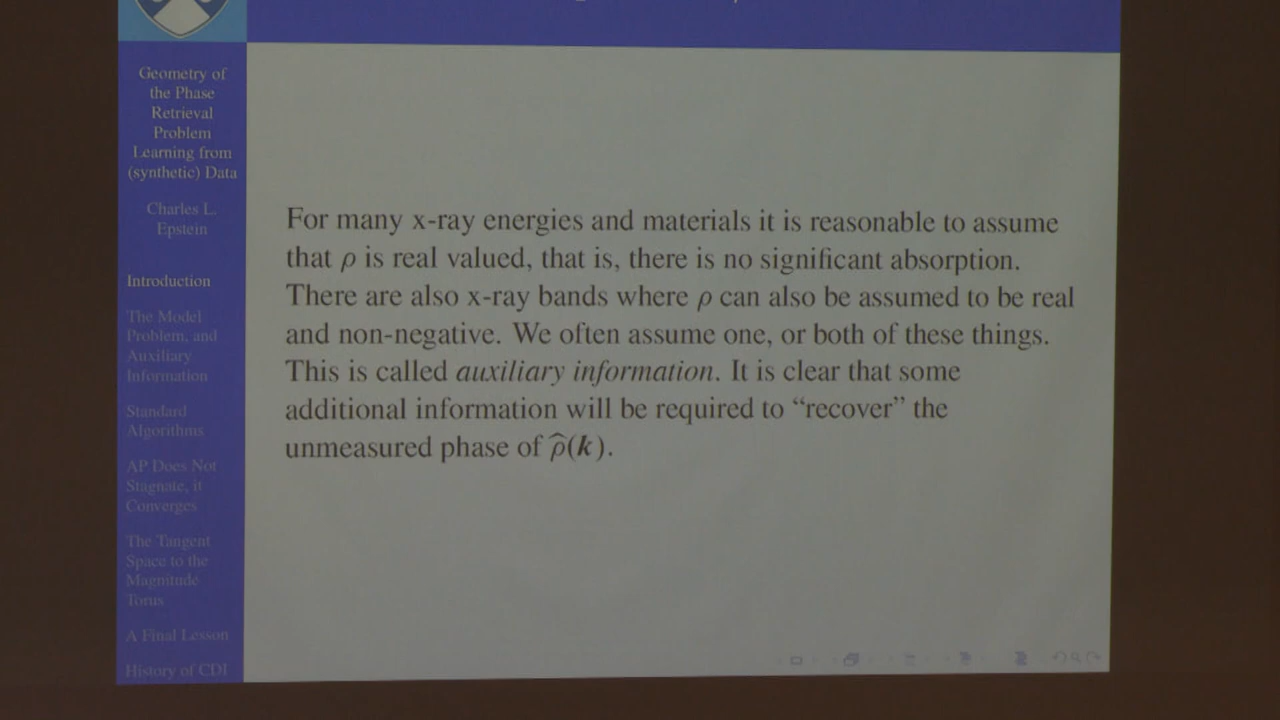 Geometry of
the Phase
Retrieval
Problem
Learning from
(synthetic) Data
Charles L.
Epstein
Introduction
The Model
Problem, and
Auxiliary
Information
Standard
Algorithms
AP Does Not
Stagnate, it
Converges
The Tangent
Space to the
Magnitude
Torus
A Final Lesson
History of CDI
For many x-ray energies and materials it is reasonable to assume
that ρ is real valued, that is, there is no significant absorption.
There are also x-ray bands where ρ can also be assumed to be real
and non-negative. We often assume one, or both of these things.
This is called auxiliary information. It is clear that some
additional information will be required to “recover” the
unmeasured phase of ρ̂(k).